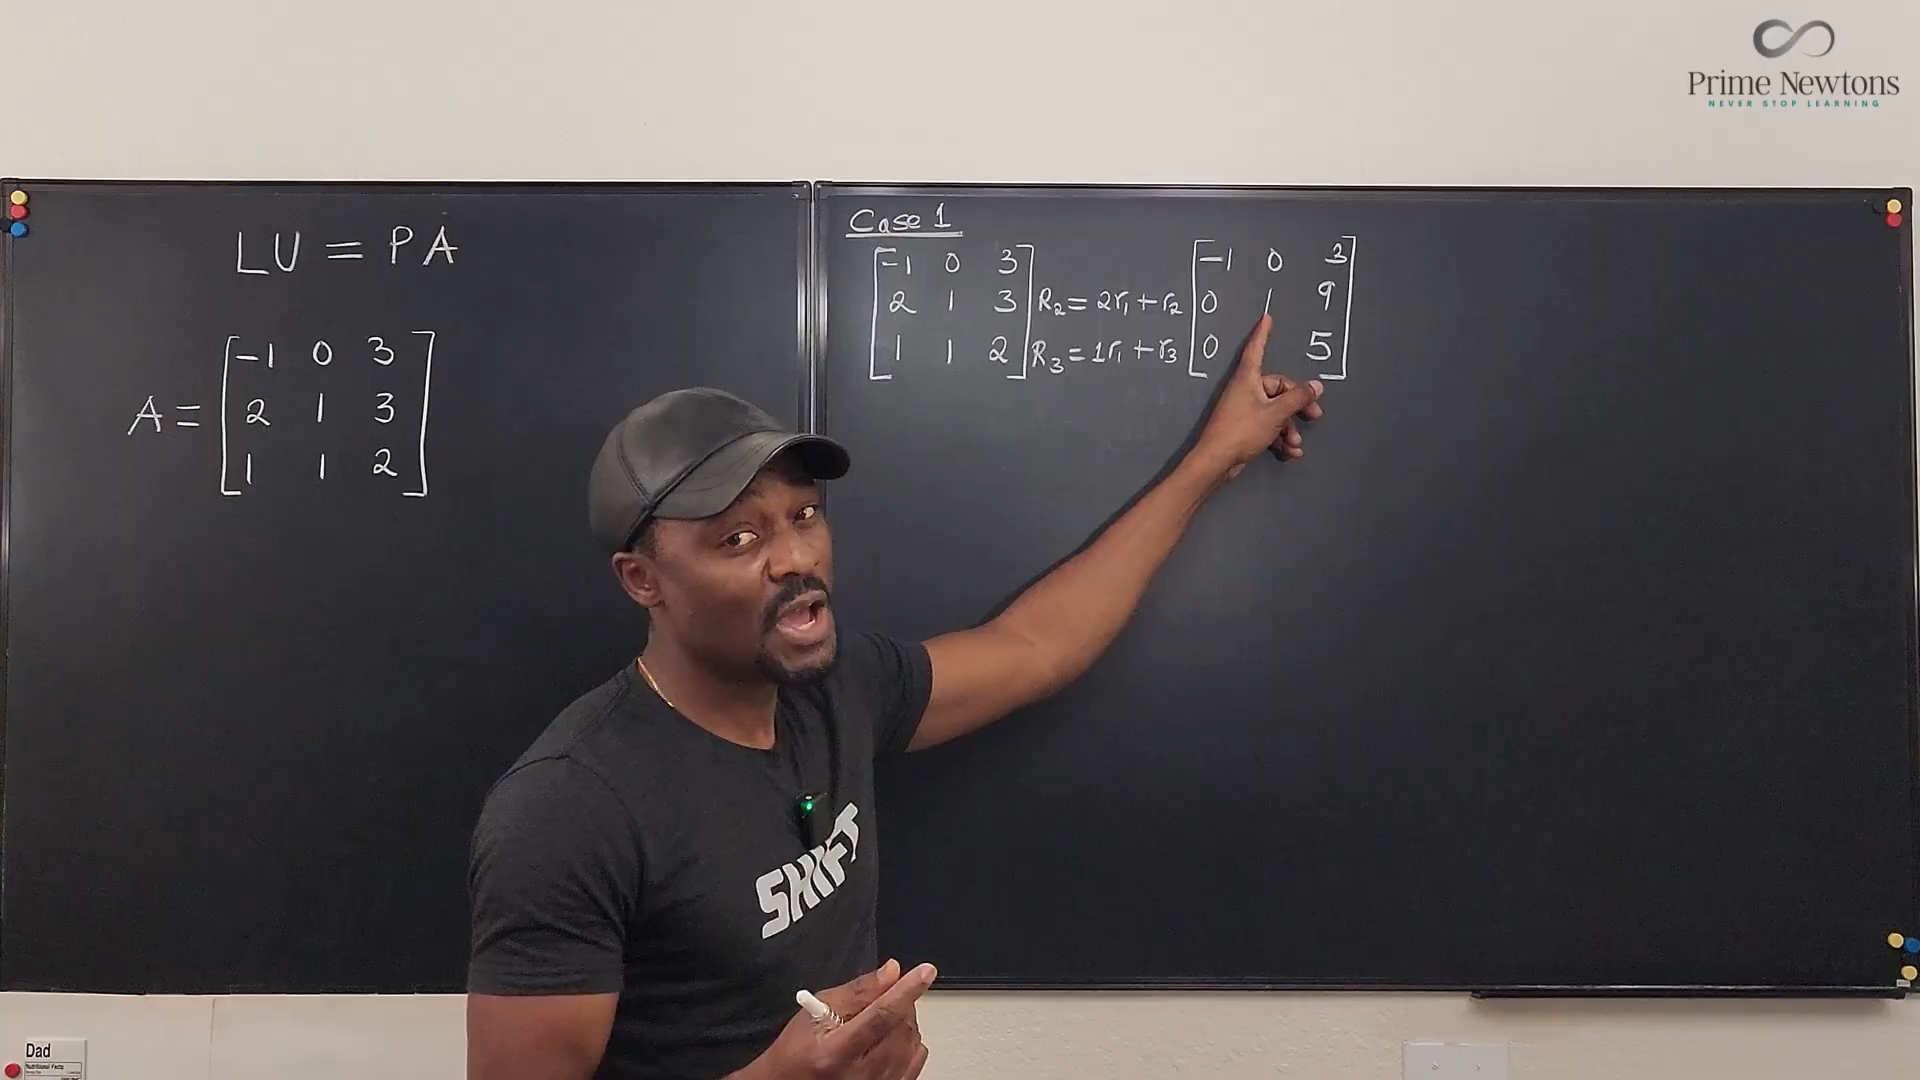 Prime Newtons
NEVER STOP LEARNING
LU = PA
A = [-1 0 3
2 1 3
1 1 2]
Case 1
[-1 0 3] [-1 0 3]
[2 1 3] R₂ = 2r₁ + r₂ [0 1 9]
[1 1 2] R₃ = 1r₁ + r₃ [0 5]
SHIFT
Dad
Nutritional Facts